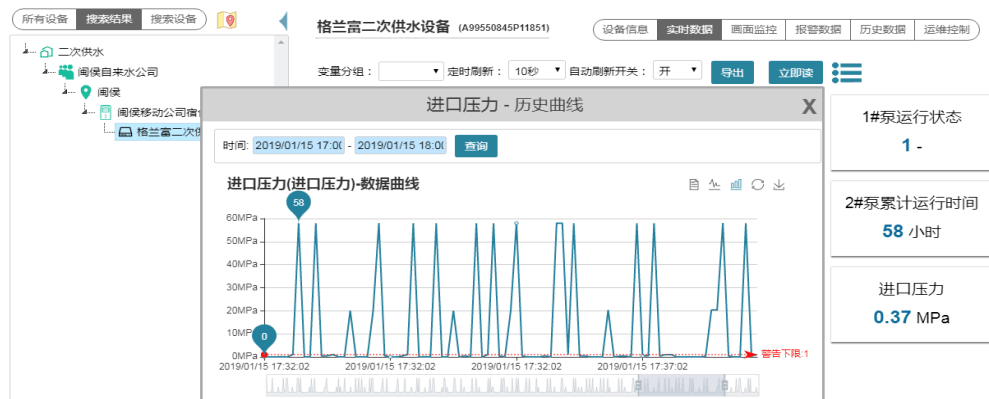 所有设备 搜索结果 搜索设备
格兰富二次供水设备 (A99550845P11851)
设备信息 实时数据 画面监控 报警数据 历史数据 运维控制
二次供水
闽侯自来水公司
闽侯
闽侯移动公司宿
格兰富二次供
变量分组： 定时刷新： 10秒 自动刷新开关： 开 导出 立即读
进口压力 - 历史曲线 X
时间: 2019/01/15 17:00 - 2019/01/15 18:00 查询
进口压力(进口压力)-数据曲线
58
60MPa
50MPa
40MPa
30MPa
20MPa
10MPa
0
0MPa
警告下限:1
2019/01/15 17:32:02 2019/01/15 17:32:02 2019/01/15 17:32:02 2019/01/15 17:37:02
1#泵运行状态
1 -
2#泵累计运行时间
58 小时
进口压力
0.37 MPa